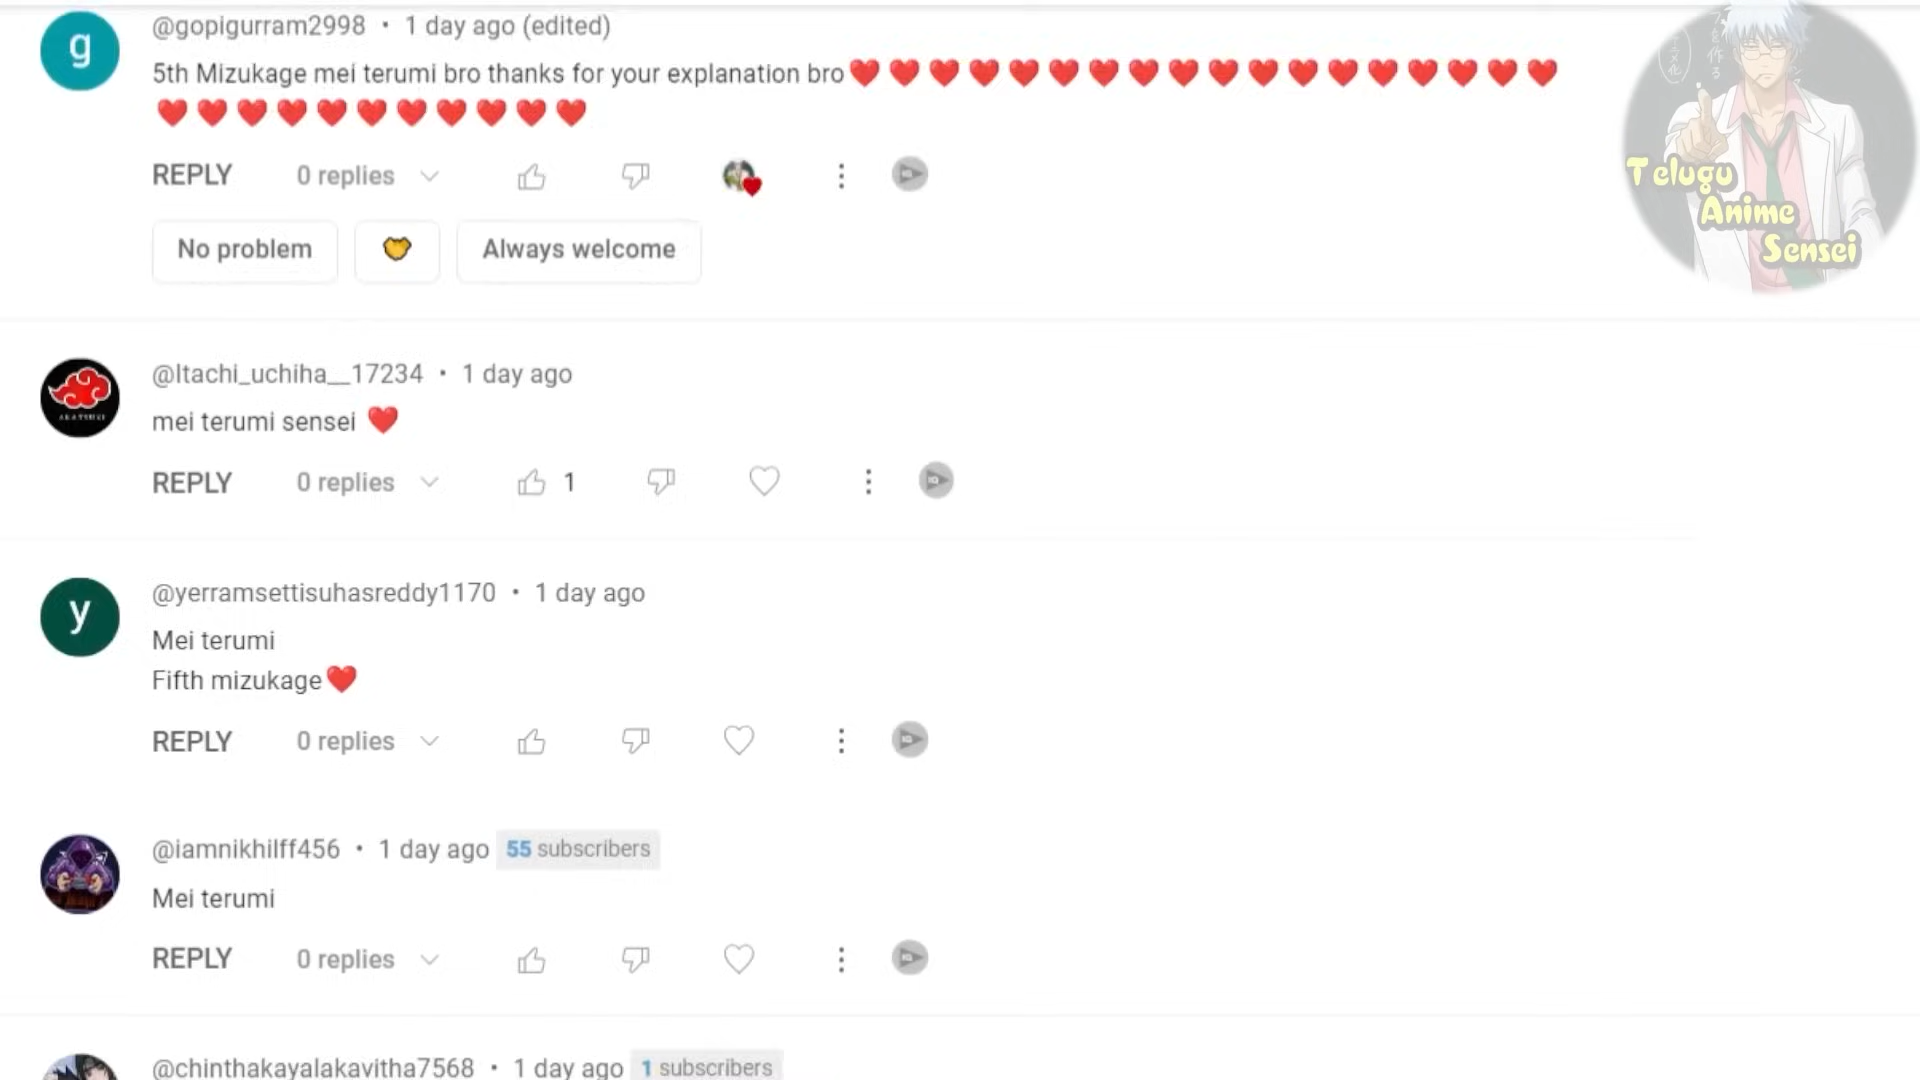 @gopigurram2998 • 1 day ago (edited)
5th Mizukage mei terumi bro thanks for your explanation bro❤️❤️❤️❤️❤️❤️❤️❤️❤️❤️❤️❤️❤️❤️❤️❤️❤️❤️
❤️❤️❤️❤️❤️❤️❤️❤️❤️❤️❤️
REPLY 0 replies
No problem Always welcome
Telugu
Anime
Sensei
@Itachi_uchiha__17234 • 1 day ago
mei terumi sensei ❤️
REPLY 0 replies 1
@yerramsettisuhasreddy1170 • 1 day ago
Mei terumi
Fifth mizukage❤️
REPLY 0 replies
@iamnikhilff456 • 1 day ago 55 subscribers
Mei terumi
REPLY 0 replies
@chinthakayalakavitha7568 • 1 day ago 1 subscribers